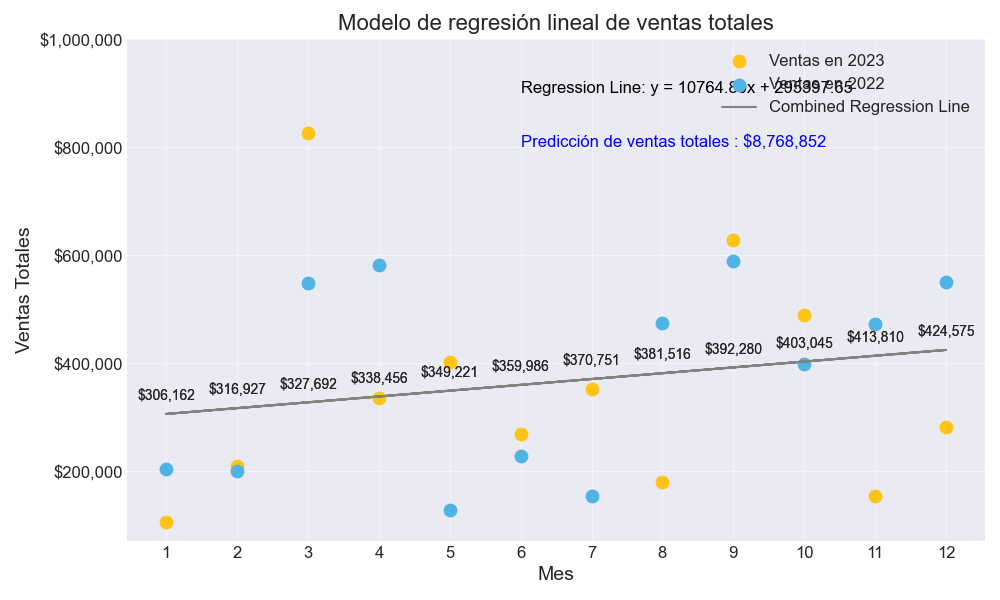 Modelo de regresión lineal de ventas totales
$1,000,000
$800,000
$600,000
$400,000
$200,000
Ventas Totales
Ventas en 2023
Ventas en 2022
Combined Regression Line
Regression Line: y = 10764.83x + 295397.65
Predicción de ventas totales : $8,768,852
$306,162
$316,927
$327,692
$338,456
$349,221
$359,986
$370,751
$381,516
$392,280
$403,045
$413,810
$424,575
1 2 3 4 5 6 7 8 9 10 11 12
Mes